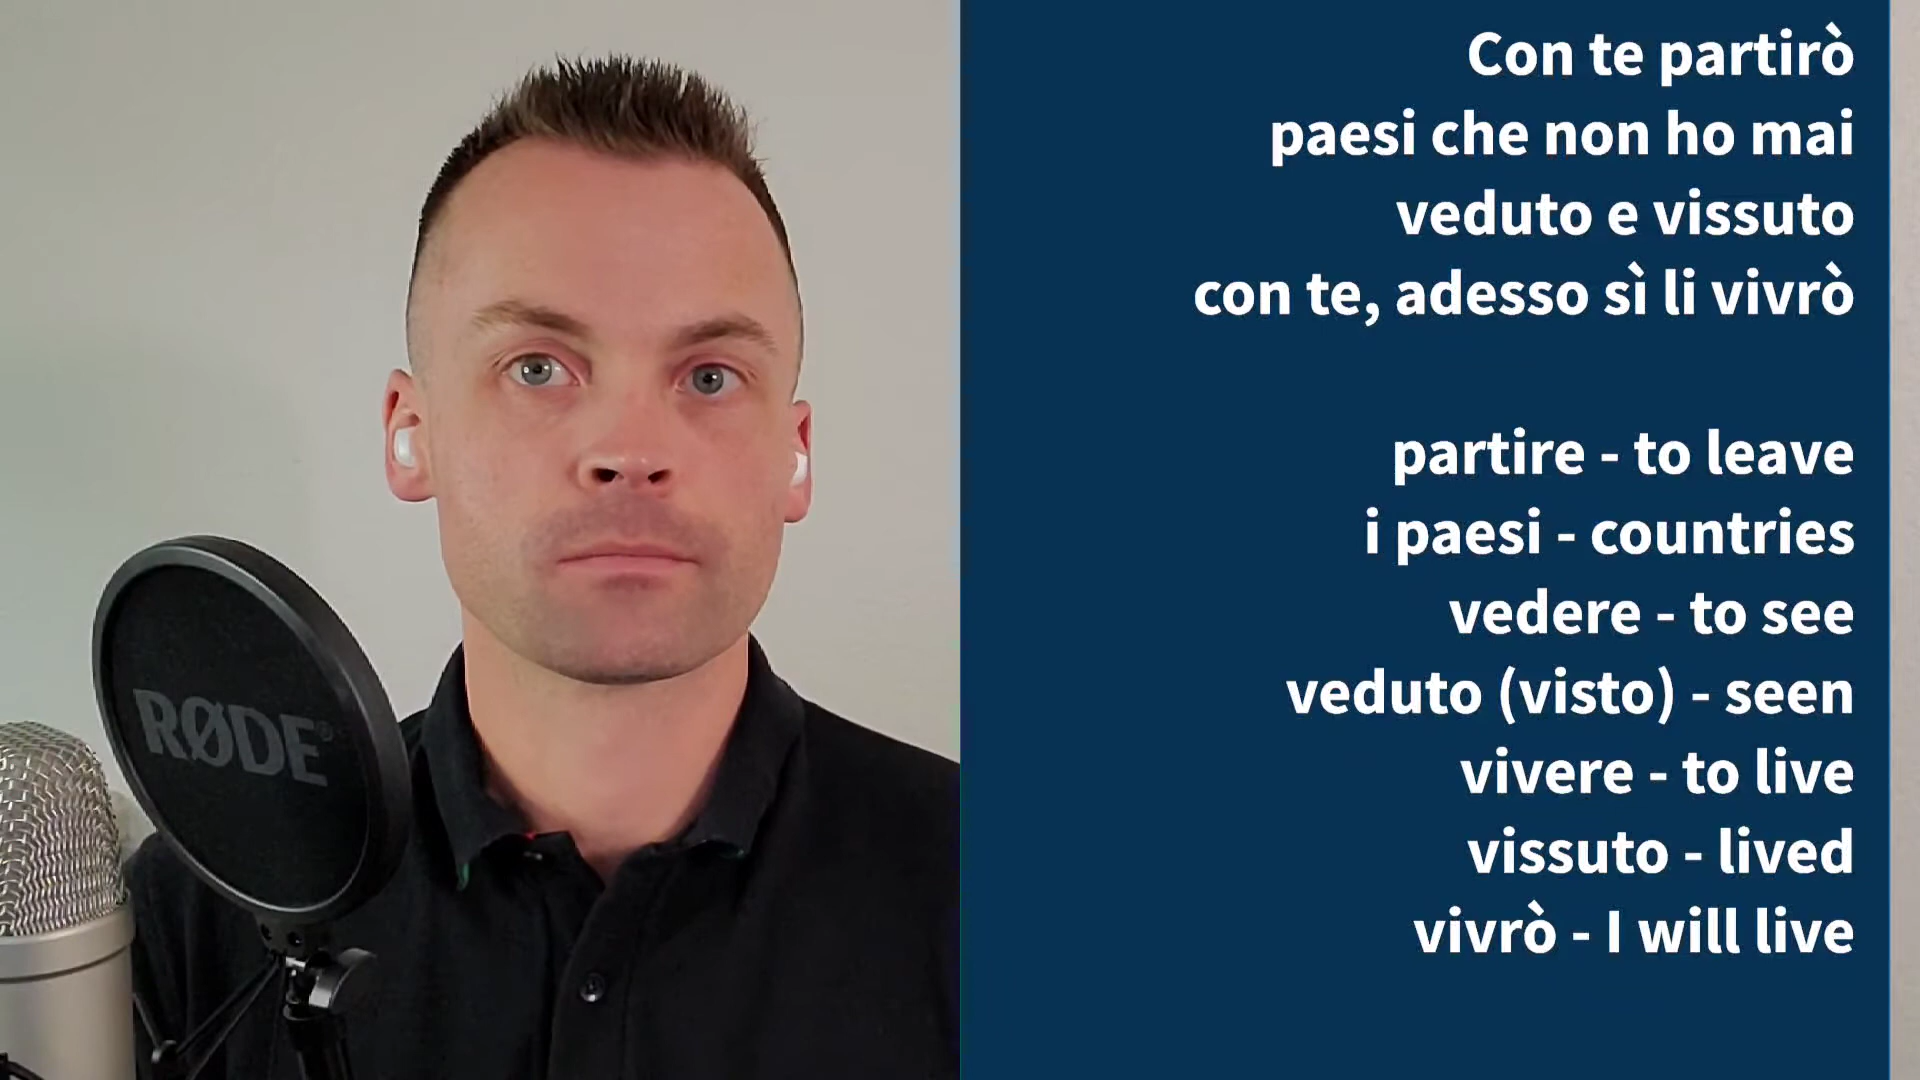 Con te partirò
paesi che non ho mai
veduto e vissuto
con te, adesso sì li vivrò
partire - to leave
i paesi - countries
vedere - to see
veduto (visto) - seen
vivere - to live
vissuto - lived
vivrò - I will live
RØDE®